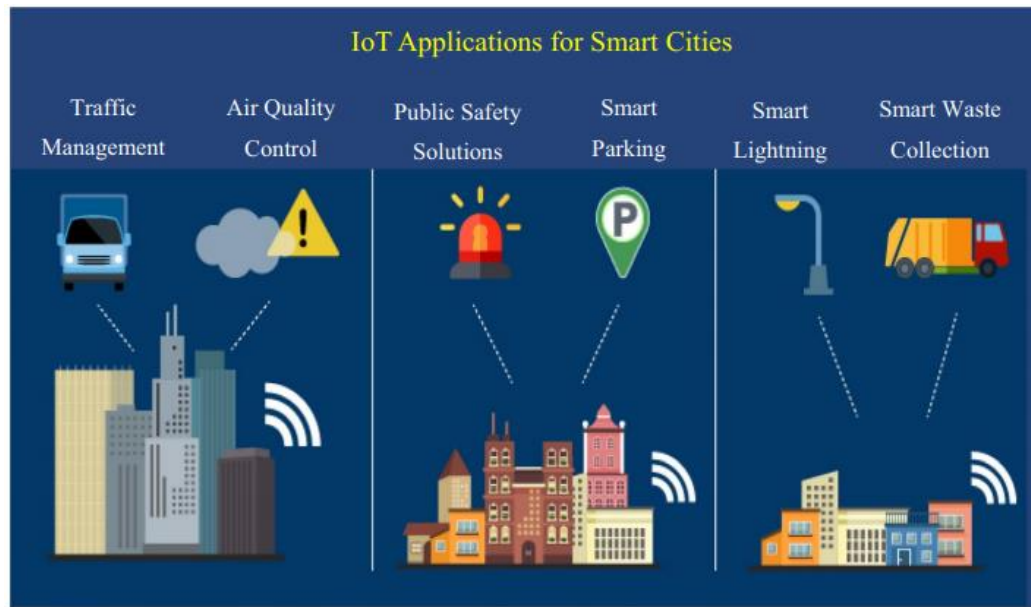 IoT Applications for Smart Cities
Traffic
Management
Air Quality
Control
Public Safety
Solutions
Smart
Parking
Smart
Lightning
Smart Waste
Collection
P